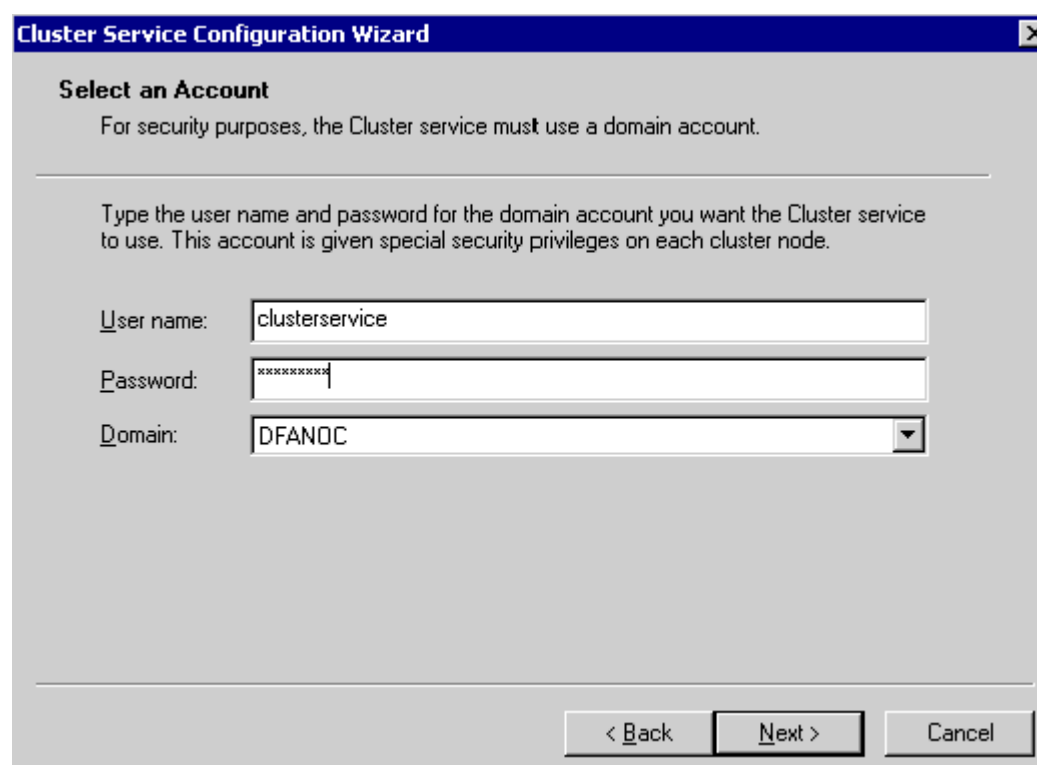 Cluster Service Configuration Wizard
Select an Account
For security purposes, the Cluster service must use a domain account.
Type the user name and password for the domain account you want the Cluster service
to use. This account is given special security privileges on each cluster node.
User name: clusterservice
Password: *********
Domain: DFANOC
< Back Next > Cancel